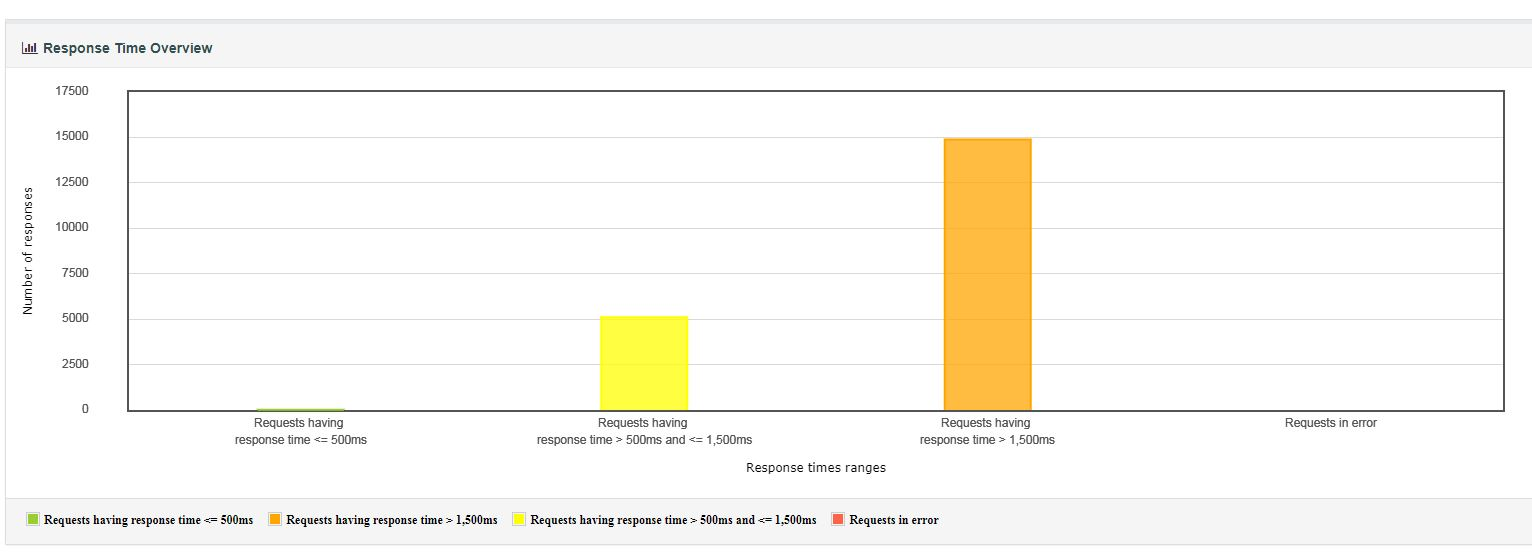 Response Time Overview
17500
15000
12500
10000
7500
5000
2500
0
Number of responses
Requests having
response time <= 500ms
Requests having
response time > 500ms and <= 1,500ms
Requests having
response time > 1,500ms
Requests in error
Response times ranges
Requests having response time <= 500ms Requests having response time > 1,500ms Requests having response time > 500ms and <= 1,500ms Requests in error